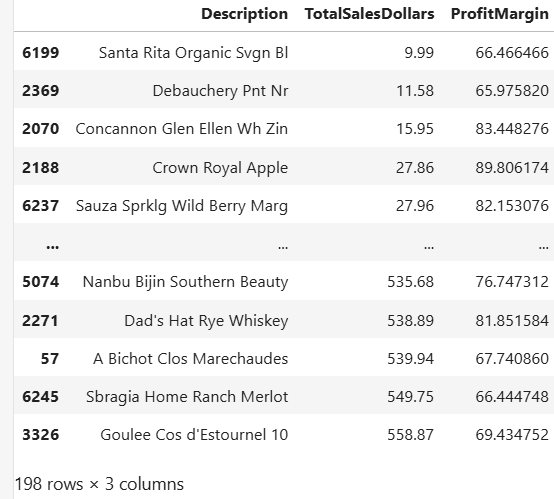 Description TotalSalesDollars ProfitMargin
6199 Santa Rita Organic Svgn Bl 9.99 66.466466
2369 Debauchery Pnt Nr 11.58 65.975820
2070 Concannon Glen Ellen Wh Zin 15.95 83.448276
2188 Crown Royal Apple 27.86 89.806174
6237 Sauza Sprklg Wild Berry Marg 27.96 82.153076
... ... ... ...
5074 Nanbu Bijin Southern Beauty 535.68 76.747312
2271 Dad's Hat Rye Whiskey 538.89 81.851584
57 A Bichot Clos Marechaudes 539.94 67.740860
6245 Sbragia Home Ranch Merlot 549.75 66.444748
3326 Goulee Cos d'Estournel 10 558.87 69.434752
198 rows × 3 columns